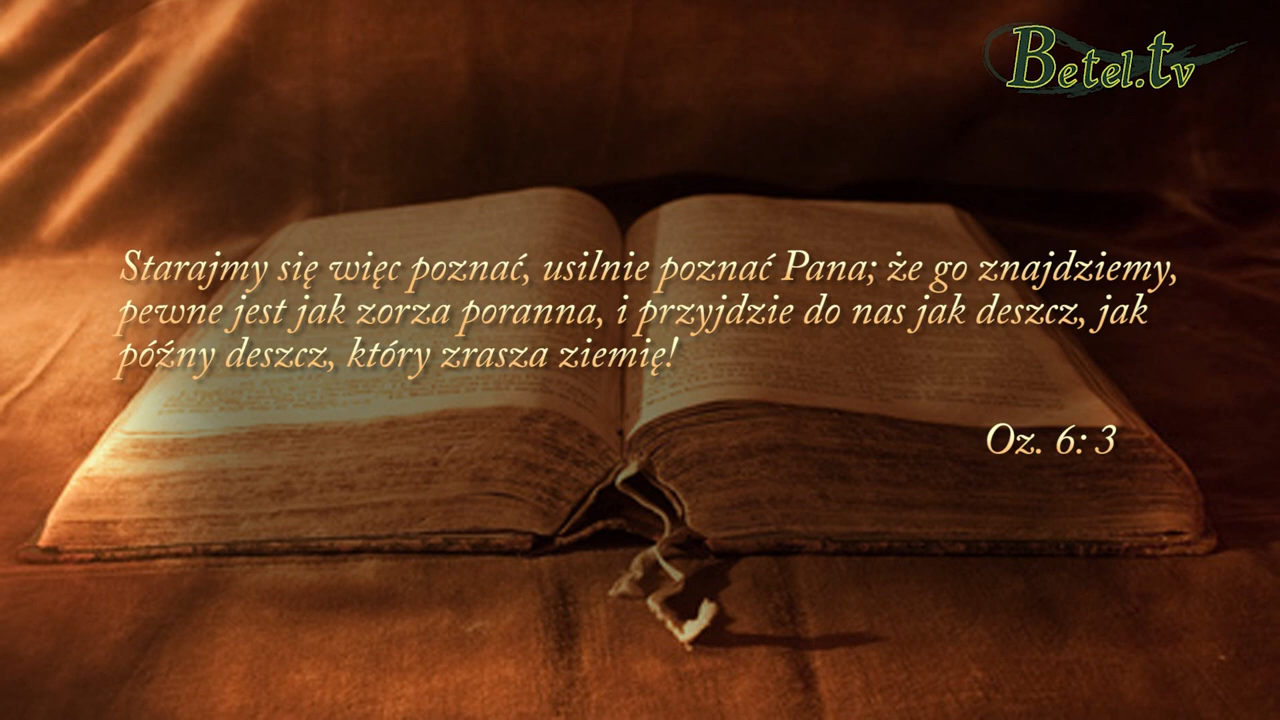 Betel.tv
Starajmy się więc poznać, usilnie poznać Pana; że go znajdziemy,
pewne jest jak zorza poranna, i przyjdzie do nas jak deszcz, jak
późny deszcz, który zrasza ziemię!
Oz. 6: 3